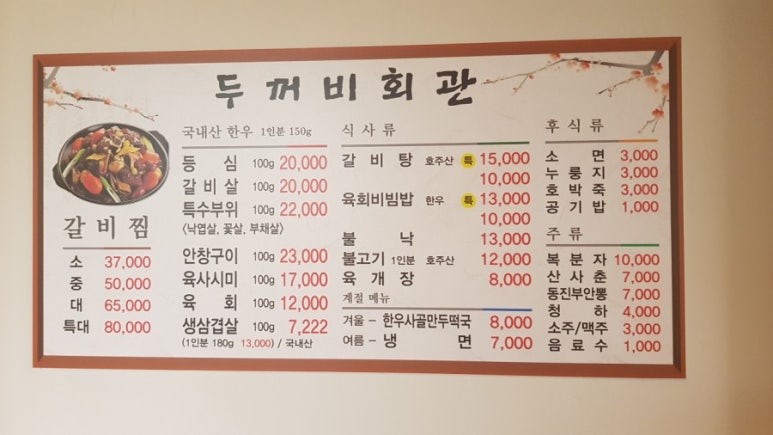 두꺼비회관
갈비찜
소 37,000
중 50,000
대 65,000
특대 80,000
국내산 한우 1인분 150g
등심 100g 20,000
갈비살 100g 20,000
특수부위 100g 22,000
(낙엽살, 꽃살, 부채살)
안창구이 100g 23,000
육사시미 100g 17,000
육회 100g 12,000
생삼겹살 100g 7,222
(1인분 180g 13,000) / 국내산
식사류
갈비탕 호주산 특 15,000
10,000
육회비빔밥 한우 특 13,000
10,000
불낙 13,000
불고기 1인분 호주산 12,000
육개장 8,000
계절 메뉴
겨울 - 한우사골만두떡국 8,000
여름 - 냉면 7,000
후식류
소면 3,000
누룽지 3,000
호박죽 3,000
공기밥 1,000
주류
복분자 10,000
산사춘 7,000
동진부안뽕 7,000
청하 4,000
소주/맥주 3,000
음료수 1,000